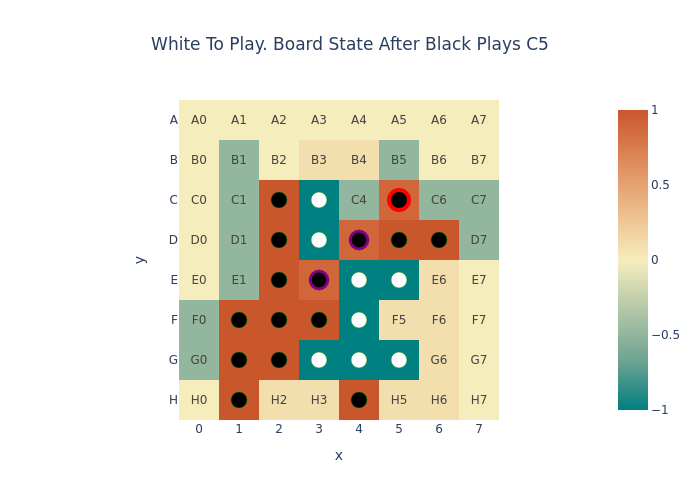 White To Play. Board State After Black Plays C5
A A0 A1 A2 A3 A4 A5 A6 A7
B B0 B1 B2 B3 B4 B5 B6 B7
C C0 C1 C4 C6 C7
D D0 D1 D7
E E0 E1 E6 E7
F F0 F5 F6 F7
G G0 G6 G7
H H0 H2 H3 H5 H6 H7
0 1 2 3 4 5 6 7
x
y
1
0.5
0
−0.5
−1